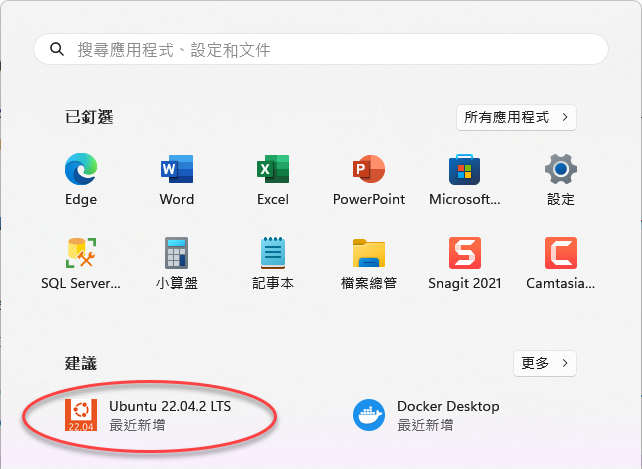 搜尋應用程式、設定和文件
已釘選
所有應用程式 >
Edge
Word
Excel
PowerPoint
Microsoft...
設定
SQL Server...
小算盤
記事本
檔案總管
Snagit 2021
Camtasia...
建議
更多 >
22.04
Ubuntu 22.04.2 LTS
最近新增
Docker Desktop
最近新增